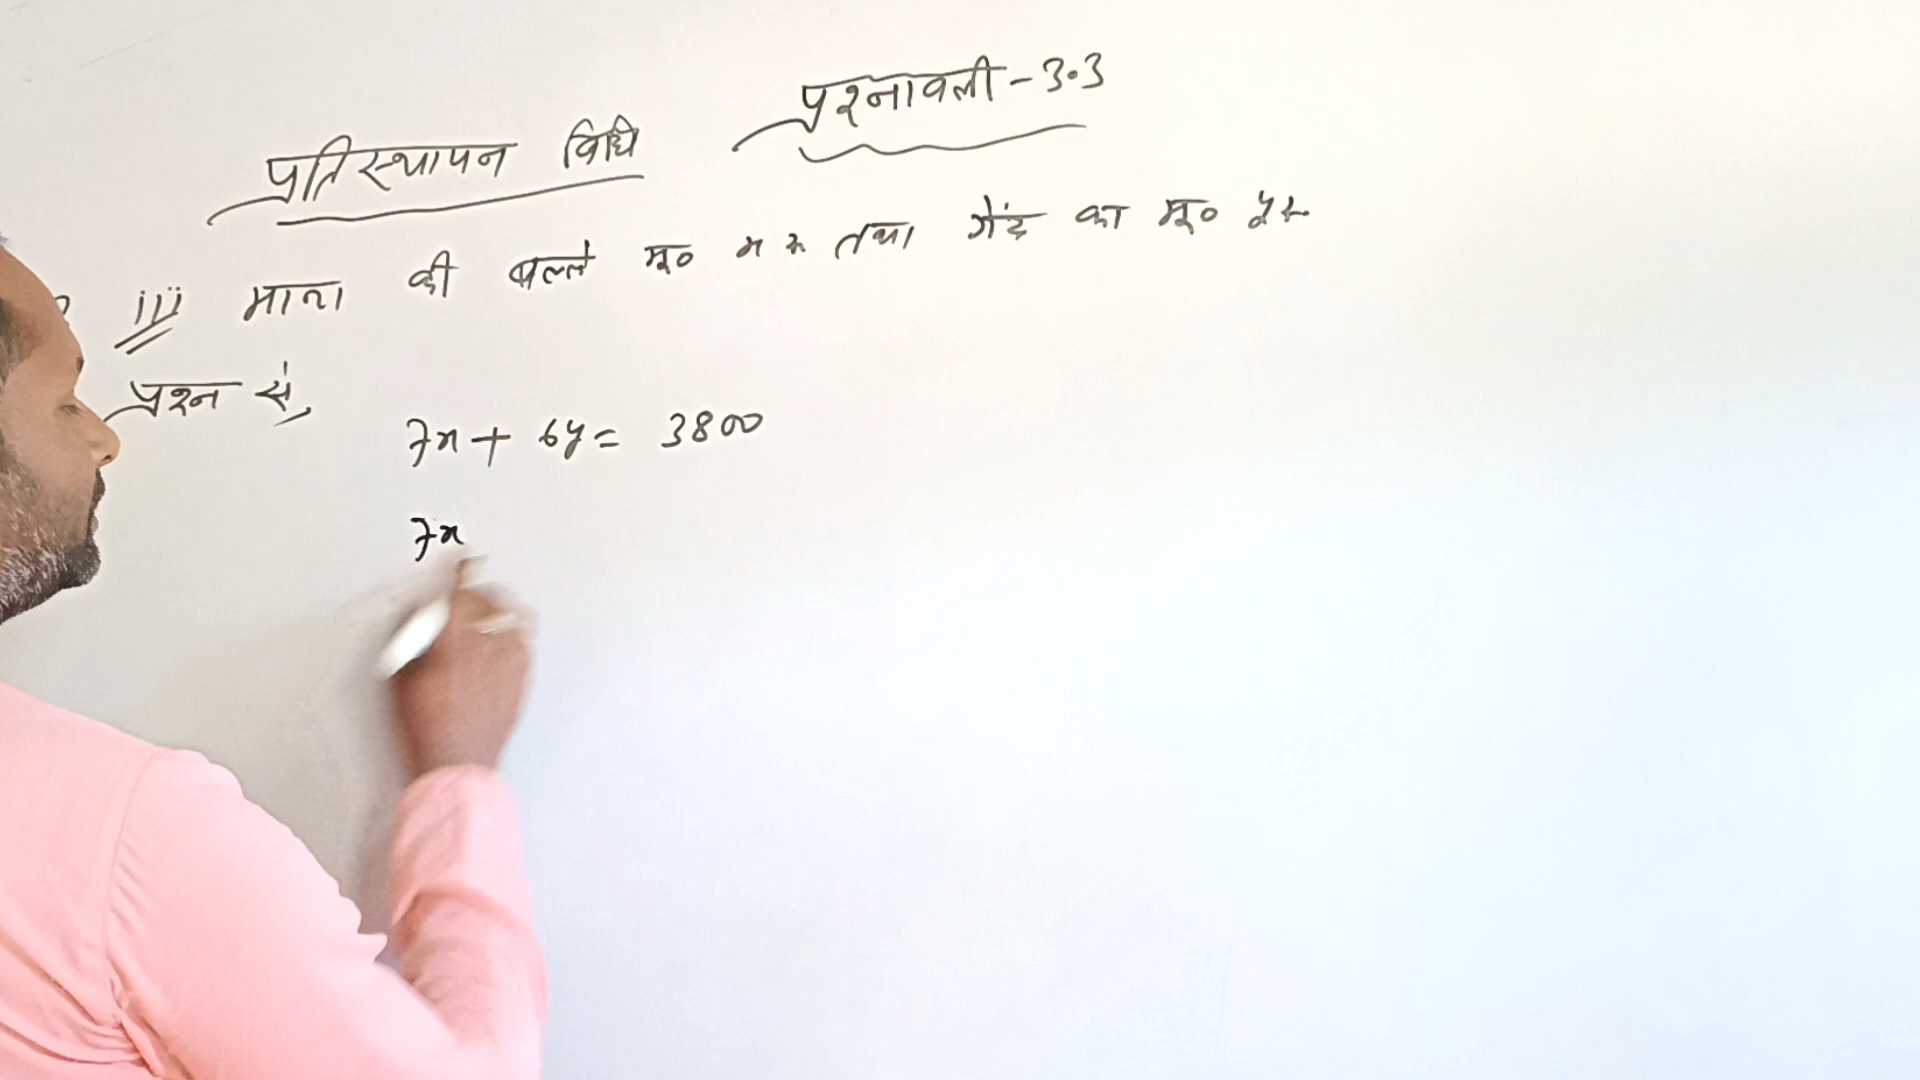 प्रश्नावली - 3.3
प्रतिस्थापन विधि
iii माना की बल्ले मू० x रु तथा गेंद का मू० y रु
प्रश्न से,
7x + 6y = 3800
7x